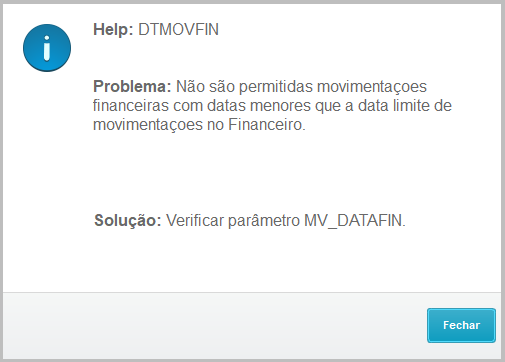 Help: DTMOVFIN
Problema: Não são permitidas movimentaçoes
financeiras com datas menores que a data limite de
movimentaçoes no Financeiro.
Solução: Verificar parâmetro MV_DATAFIN.
Fechar